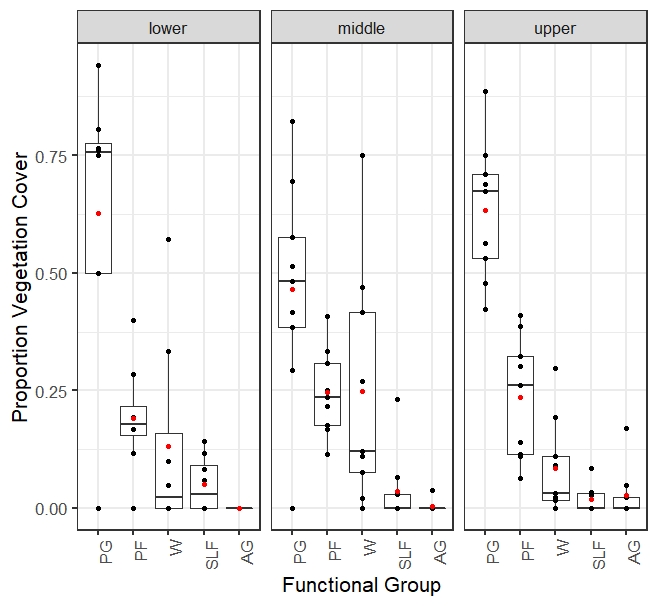 lower middle upper
Proportion Vegetation Cover
0.75
0.50
0.25
0.00
PG PF W SLF AG PG PF W SLF AG PG PF W SLF AG
Functional Group